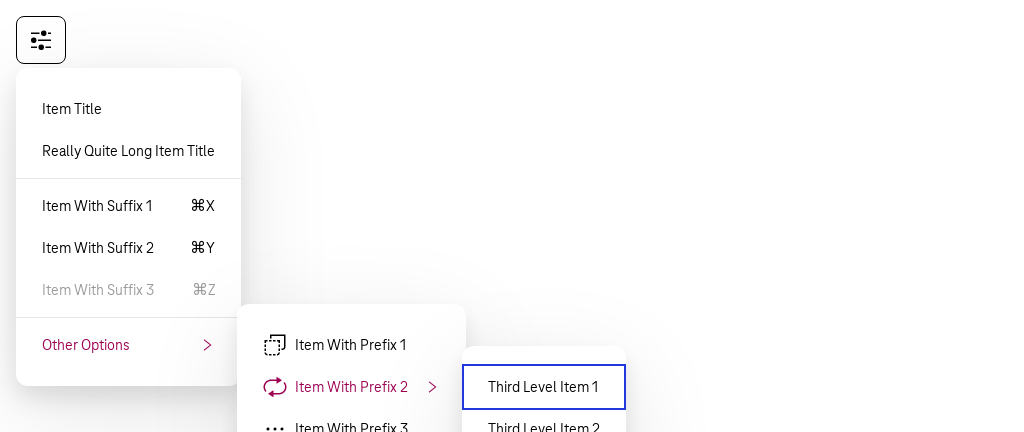 Item Title
Really Quite Long Item Title
Item With Suffix 1 ⌘X
Item With Suffix 2 ⌘Y
Item With Suffix 3 ⌘Z
Other Options
Item With Prefix 1
Item With Prefix 2
Item With Prefix 3
Third Level Item 1
Third Level Item 2